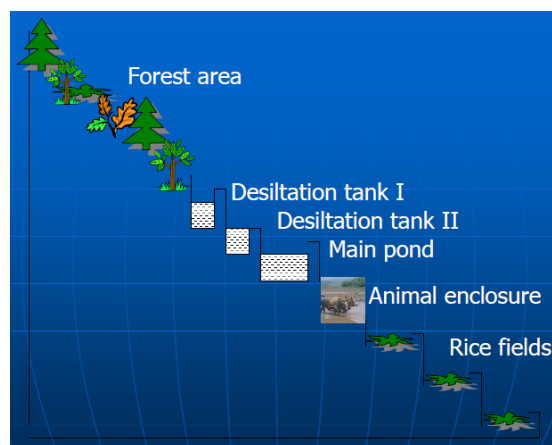 Forest area
Desiltation tank I
Desiltation tank II
Main pond
Animal enclosure
Rice fields